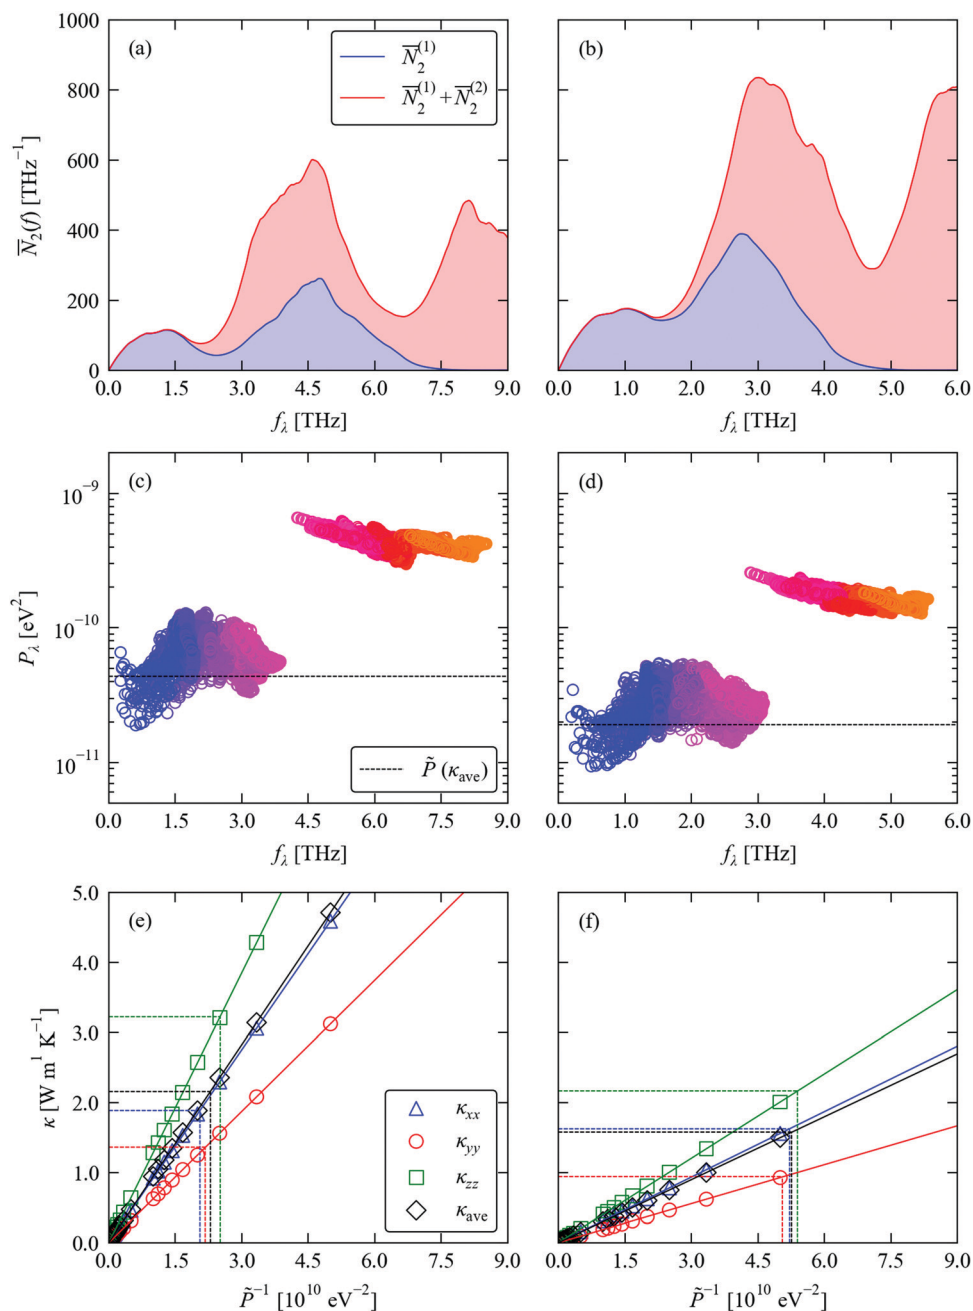 1000
(a)
(b)
N̅₂⁽¹⁾
N̅₂⁽¹⁾ + N̅₂⁽²⁾
800
600
400
200
0
N̅₂(f) [THz⁻¹]
0.0 1.5 3.0 4.5 6.0 7.5 9.0
0.0 1.0 2.0 3.0 4.0 5.0 6.0
f_λ [THz]
f_λ [THz]
(c)
(d)
10⁻⁹
10⁻¹⁰
10⁻¹¹
P_λ [eV²]
P̃ (κ_ave)
0.0 1.5 3.0 4.5 6.0 7.5 9.0
0.0 1.0 2.0 3.0 4.0 5.0 6.0
f_λ [THz]
f_λ [THz]
5.0
(e)
(f)
4.0
3.0
2.0
1.0
0.0
κ [W m¹ K⁻¹]
κ_xx
κ_yy
κ_zz
κ_ave
0.0 1.5 3.0 4.5 6.0 7.5 9.0
0.0 1.5 3.0 4.5 6.0 7.5 9.0
P̃⁻¹ [10¹⁰ eV⁻²]
P̃⁻¹ [10¹⁰ eV⁻²]